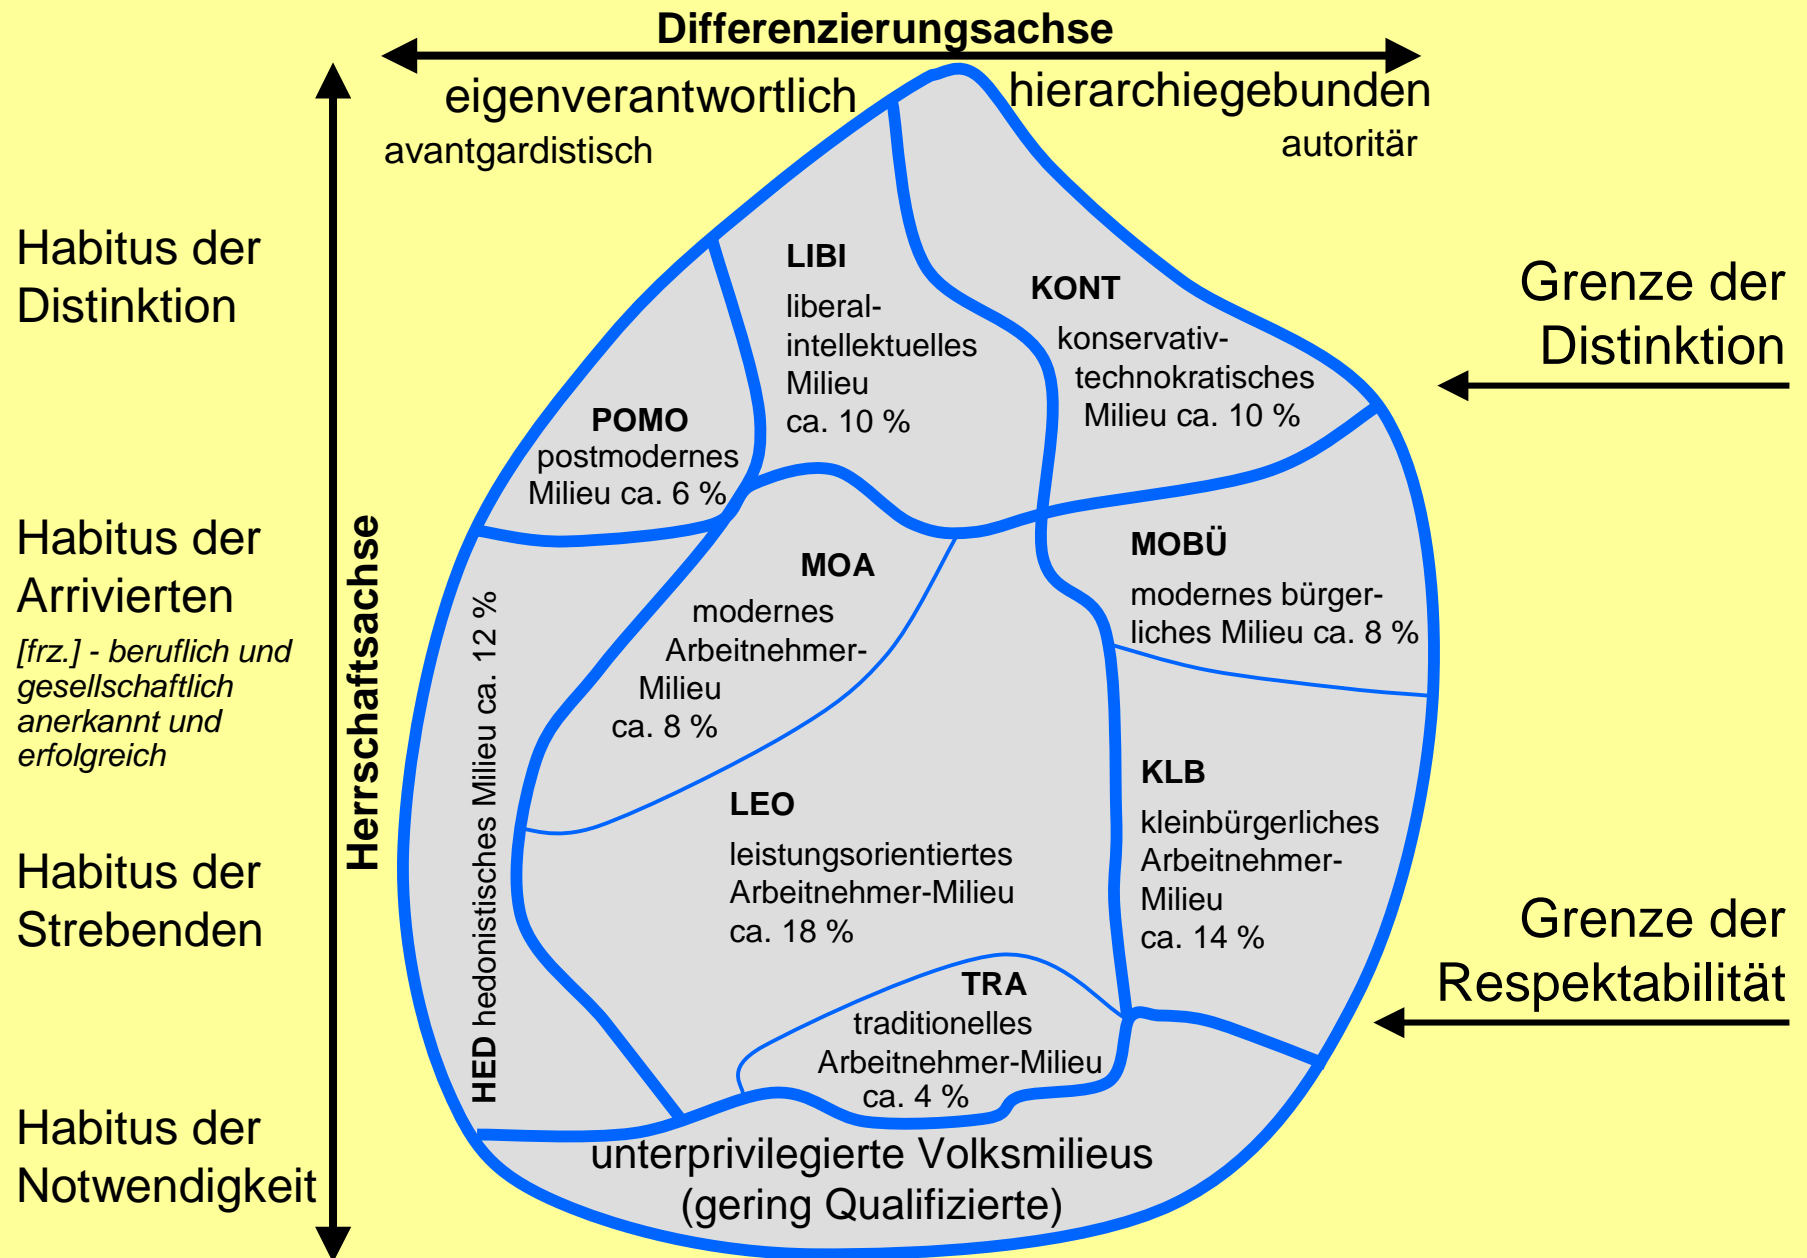 Differenzierungsachse
eigenverantwortlich
avantgardistisch
hierarchiegebunden
autoritär
Herrschaftsachse
Habitus der
Distinktion
Habitus der
Arrivierten
[frz.] - beruflich und
gesellschaftlich
anerkannt und
erfolgreich
Habitus der
Strebenden
Habitus der
Notwendigkeit
LIBI
liberal-
intellektuelles
Milieu
ca. 10 %
KONT
konservativ-
technokratisches
Milieu ca. 10 %
POMO
postmodernes
Milieu ca. 6 %
MOA
modernes
Arbeitnehmer-
Milieu
ca. 8 %
MOBÜ
modernes bürger-
liches Milieu ca. 8 %
HED hedonistisches Milieu ca. 12 %
LEO
leistungsorientiertes
Arbeitnehmer-Milieu
ca. 18 %
KLB
kleinbürgerliches
Arbeitnehmer-
Milieu
ca. 14 %
TRA
traditionelles
Arbeitnehmer-Milieu
ca. 4 %
unterprivilegierte Volksmilieus
(gering Qualifizierte)
Grenze der
Distinktion
Grenze der
Respektabilität